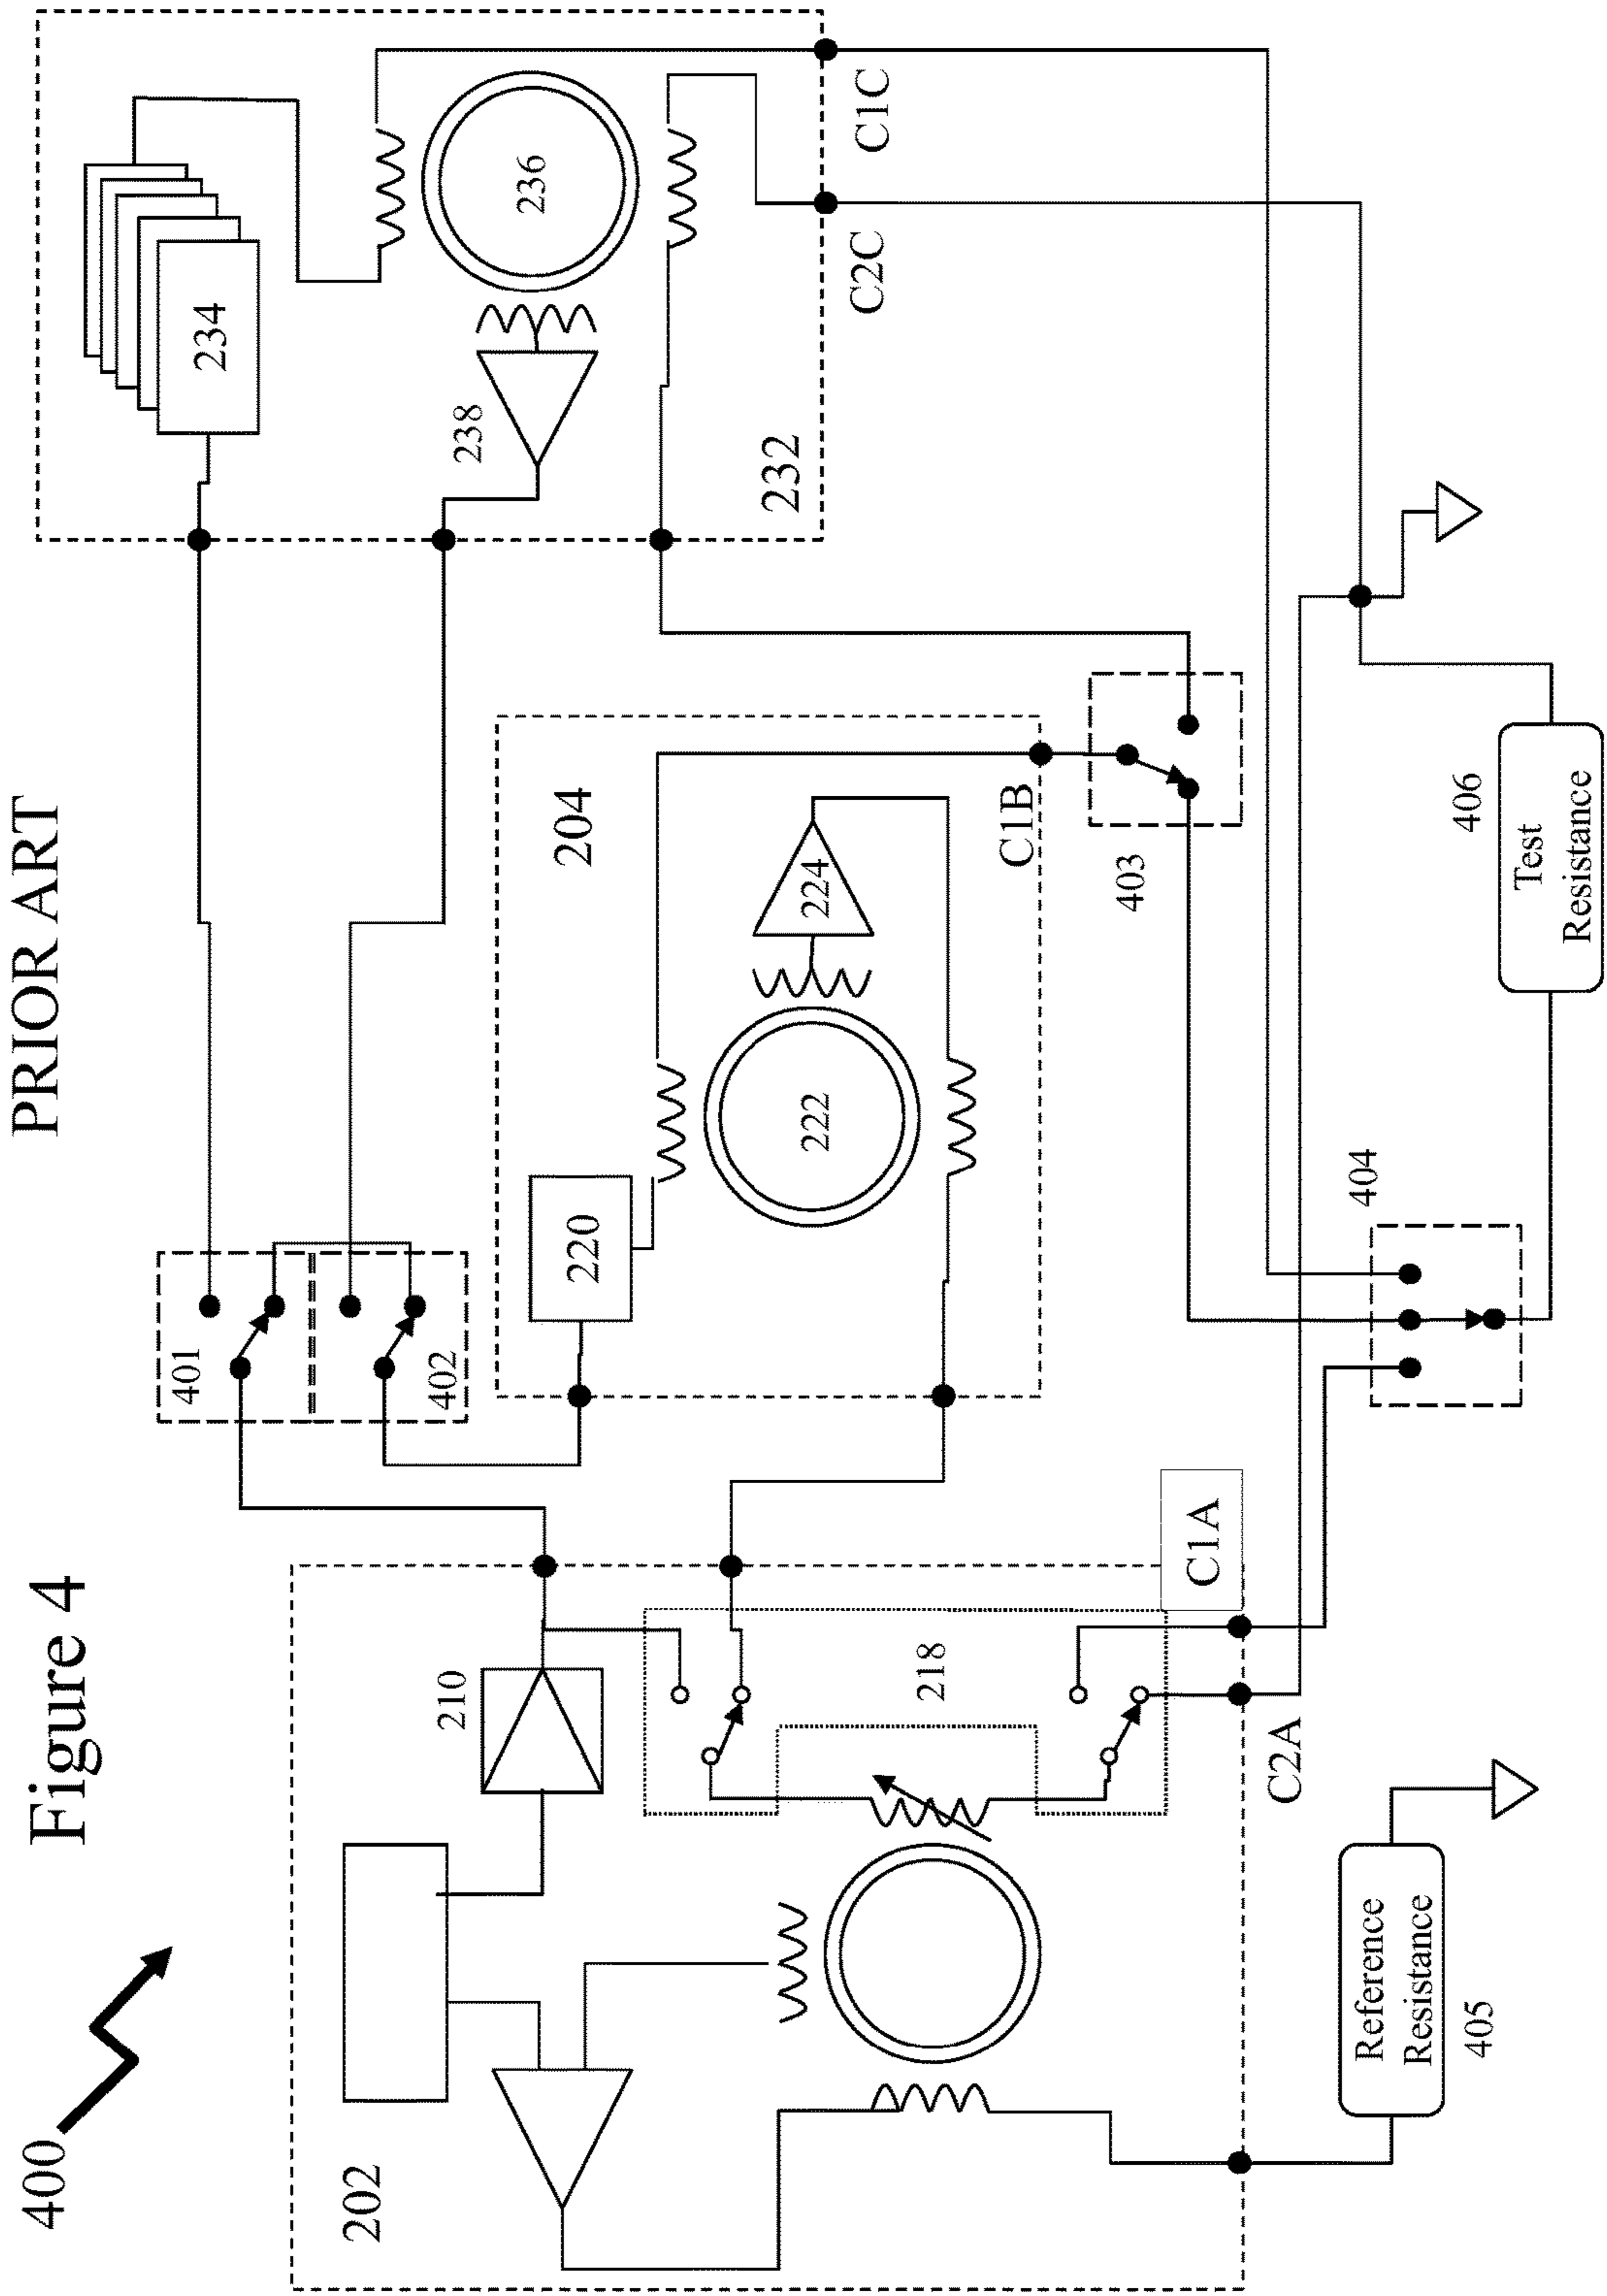 PRIOR ART
Figure 4
400
202
210
218
C1A
C2A
Reference
Resistance
405
401
402
220
222
224
204
C1B
403
404
Test
Resistance
406
234
236
238
232
C2C
C1C